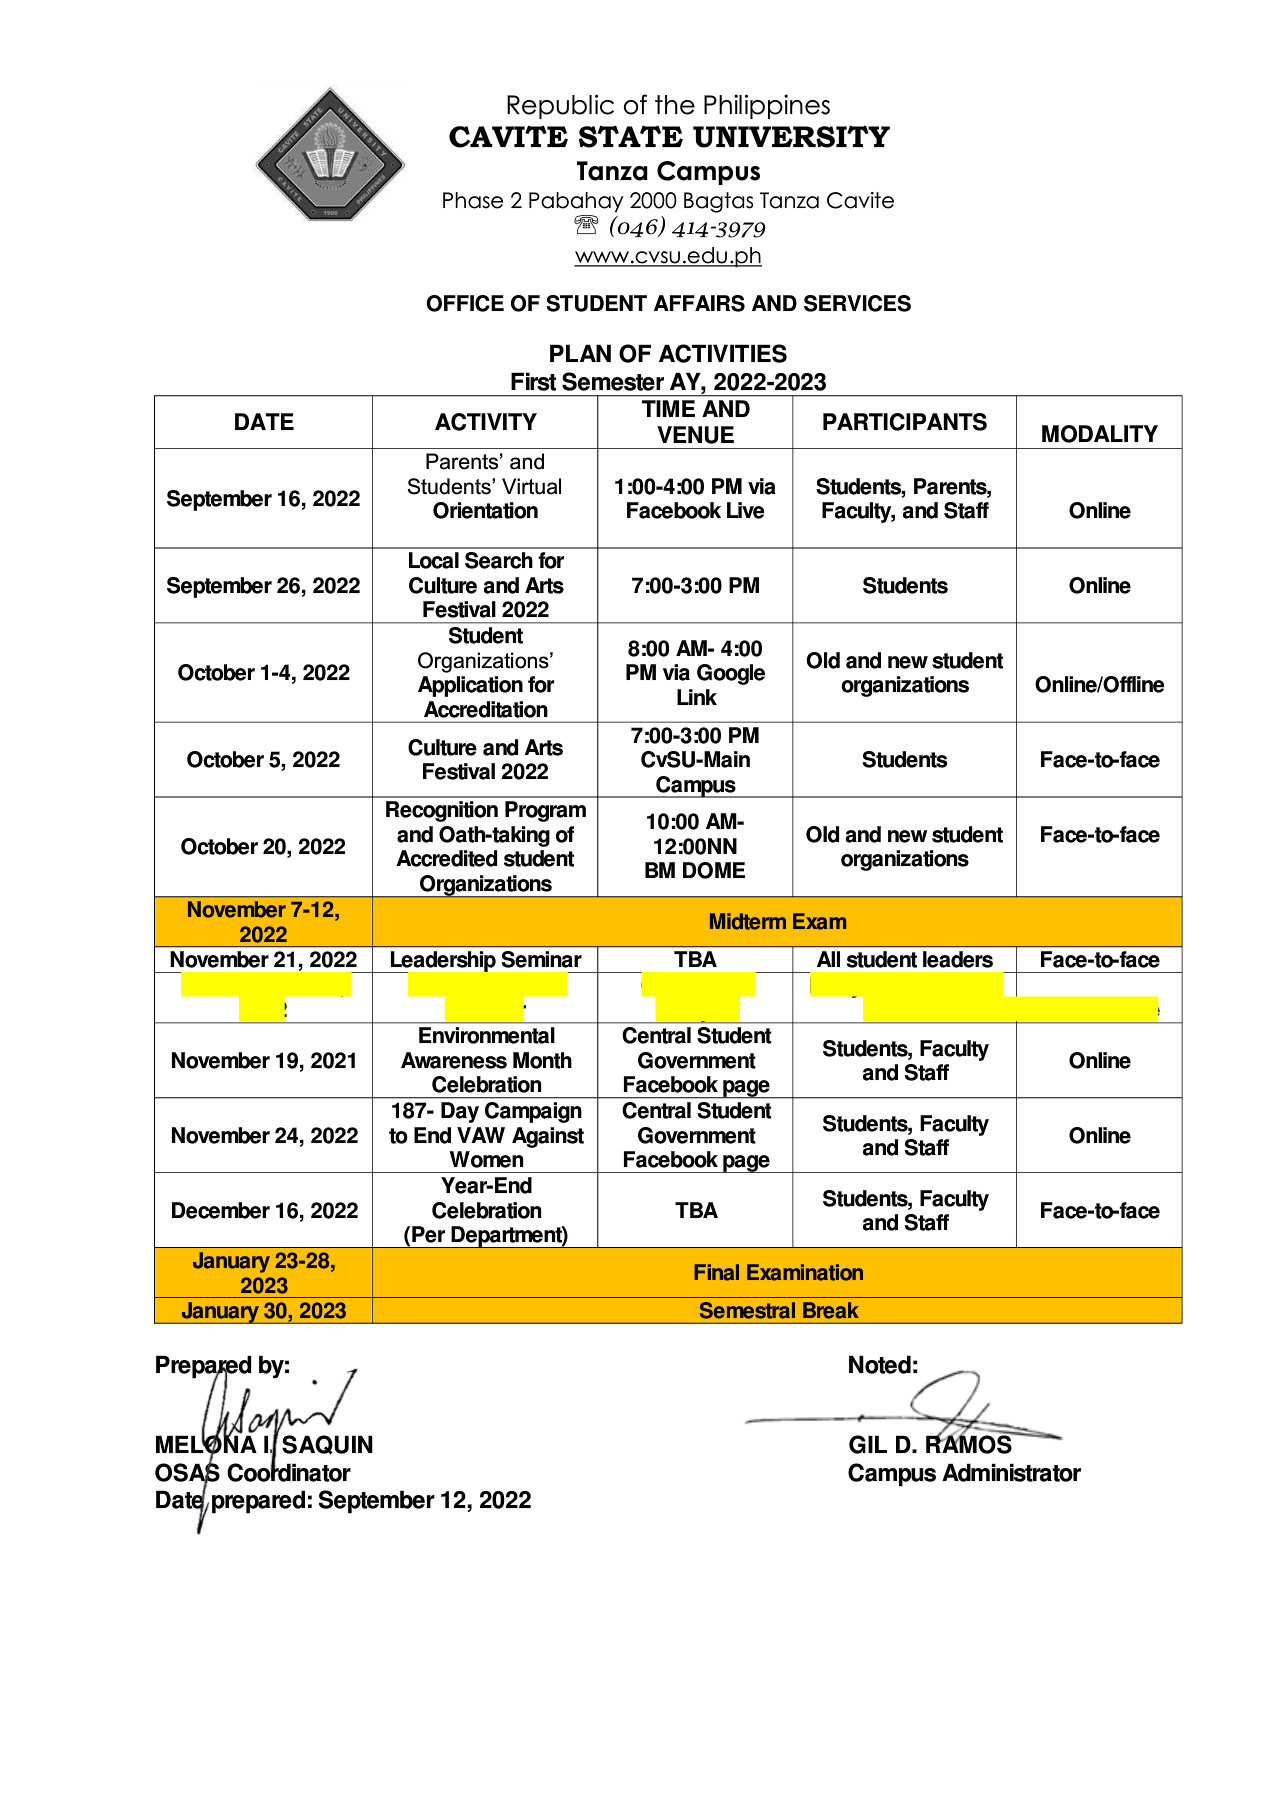 Republic of the Philippines
CAVITE STATE UNIVERSITY
Tanza Campus
Phase 2 Pabahay 2000 Bagtas Tanza Cavite
☏ (046) 414-3979
www.cvsu.edu.ph
OFFICE OF STUDENT AFFAIRS AND SERVICES
PLAN OF ACTIVITIES
First Semester AY, 2022-2023
DATE
ACTIVITY
TIME AND
VENUE
PARTICIPANTS
MODALITY
September 16, 2022
Parents’ and
Students’ Virtual
Orientation
1:00-4:00 PM via
Facebook Live
Students, Parents,
Faculty, and Staff
Online
September 26, 2022
Local Search for
Culture and Arts
Festival 2022
7:00-3:00 PM
Students
Online
October 1-4, 2022
Student
Organizations’
Application for
Accreditation
8:00 AM- 4:00
PM via Google
Link
Old and new student
organizations
Online/Offline
October 5, 2022
Culture and Arts
Festival 2022
7:00-3:00 PM
CvSU-Main
Campus
Students
Face-to-face
October 20, 2022
Recognition Program
and Oath-taking of
Accredited student
Organizations
10:00 AM-
12:00NN
BM DOME
Old and new student
organizations
Face-to-face
November 7-12,
2022
Midterm Exam
November 21, 2022
Leadership Seminar
TBA
All student leaders
Face-to-face
November 19, 2021
Environmental
Awareness Month
Celebration
Central Student
Government
Facebook page
Students, Faculty
and Staff
Online
November 24, 2022
187- Day Campaign
to End VAW Against
Women
Central Student
Government
Facebook page
Students, Faculty
and Staff
Online
December 16, 2022
Year-End
Celebration
(Per Department)
TBA
Students, Faculty
and Staff
Face-to-face
January 23-28,
2023
Final Examination
January 30, 2023
Semestral Break
Prepared by:
MELONA I. SAQUIN
OSAS Coordinator
Date prepared: September 12, 2022
Noted:
GIL D. RAMOS
Campus Administrator